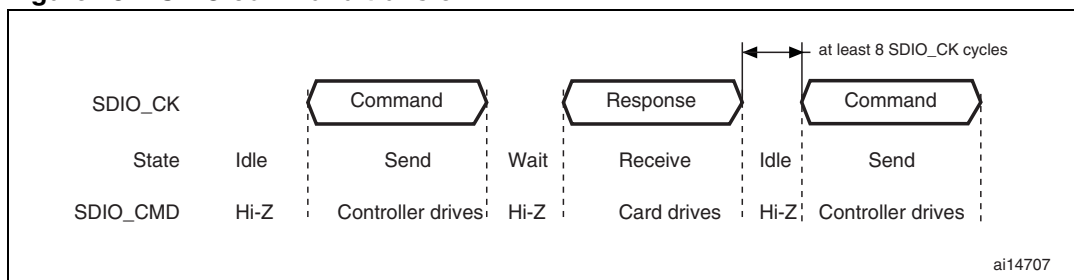 at least 8 SDIO_CK cycles
SDIO_CK Command Response Command
State Idle Send Wait Receive Idle Send
SDIO_CMD Hi-Z Controller drives Hi-Z Card drives Hi-Z Controller drives
ai14707